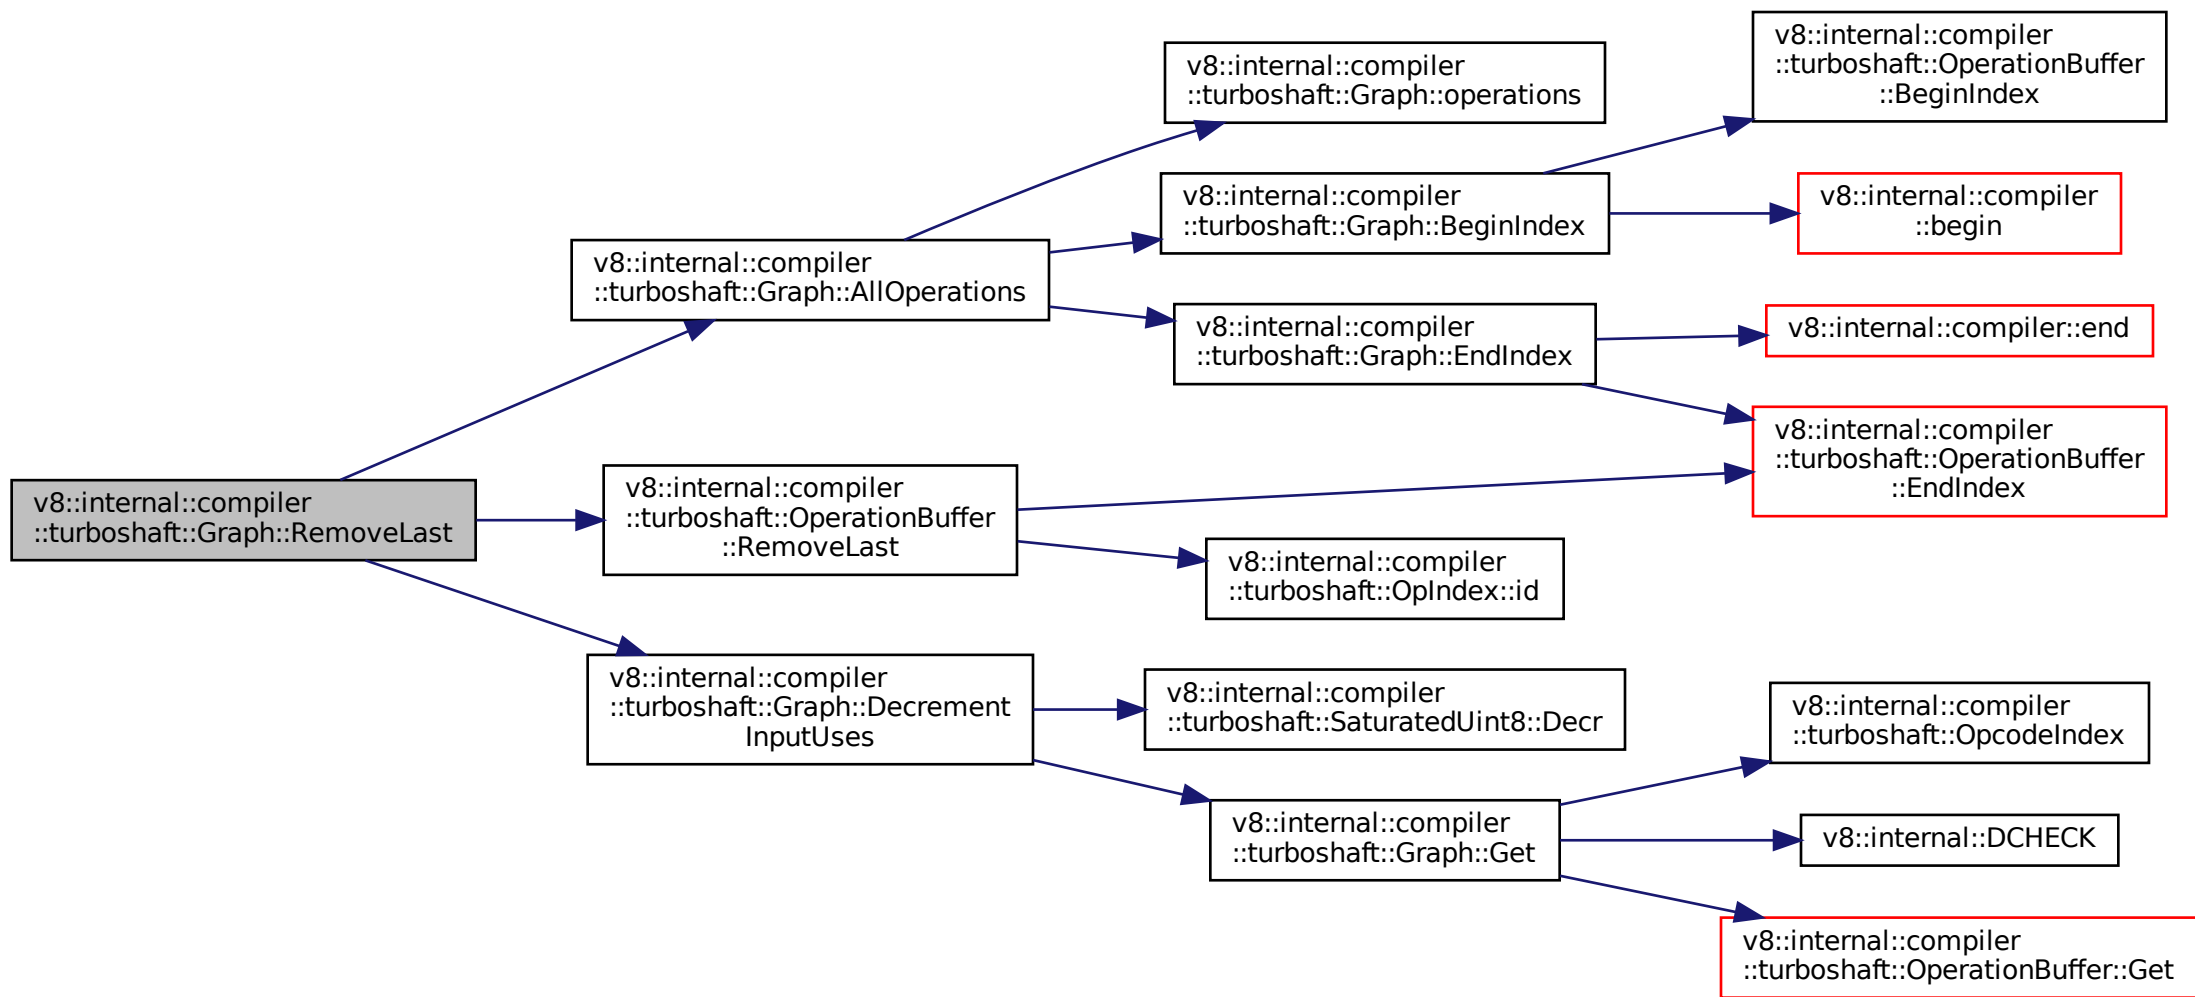 v8::internal::compiler
::turboshaft::Graph::RemoveLast
v8::internal::compiler
::turboshaft::Graph::AllOperations
v8::internal::compiler
::turboshaft::OperationBuffer
::RemoveLast
v8::internal::compiler
::turboshaft::Graph::Decrement
InputUses
v8::internal::compiler
::turboshaft::Graph::operations
v8::internal::compiler
::turboshaft::Graph::BeginIndex
v8::internal::compiler
::turboshaft::Graph::EndIndex
v8::internal::compiler
::turboshaft::OpIndex::id
v8::internal::compiler
::turboshaft::SaturatedUint8::Decr
v8::internal::compiler
::turboshaft::Graph::Get
v8::internal::compiler
::turboshaft::OperationBuffer
::BeginIndex
v8::internal::compiler
::begin
v8::internal::compiler::end
v8::internal::compiler
::turboshaft::OperationBuffer
::EndIndex
v8::internal::compiler
::turboshaft::OpcodeIndex
v8::internal::DCHECK
v8::internal::compiler
::turboshaft::OperationBuffer::Get